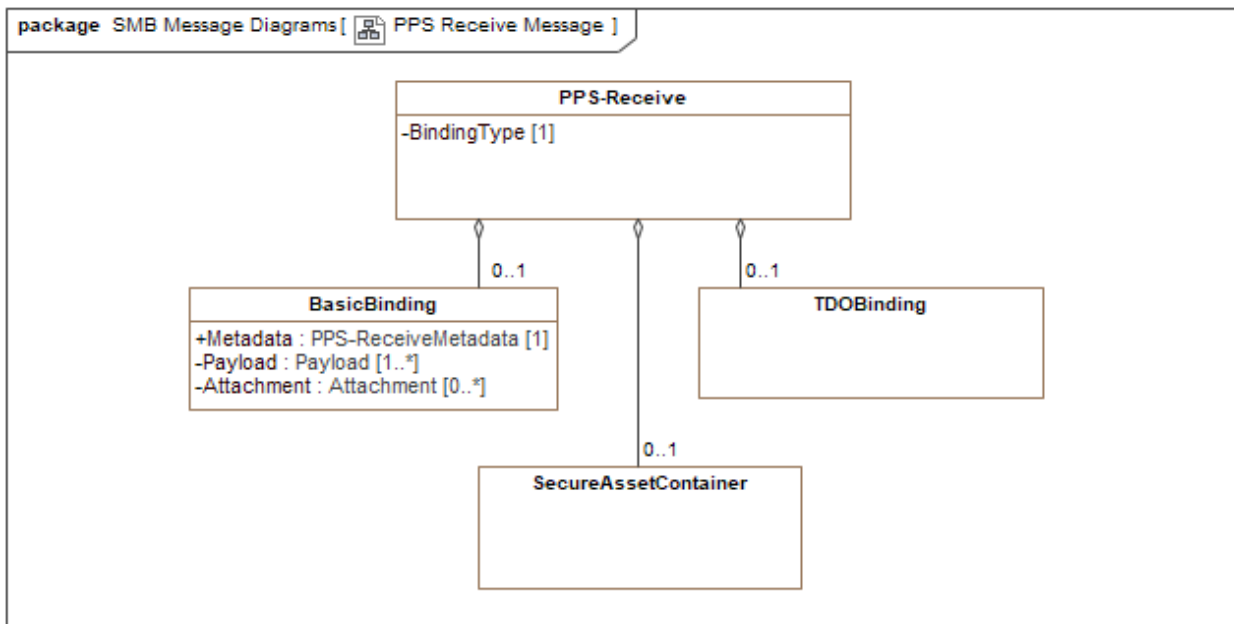 package SMB Message Diagrams [ PPS Receive Message ]
PPS-Receive
-BindingType [1]
0..1
0..1
BasicBinding
+Metadata : PPS-ReceiveMetadata [1]
-Payload : Payload [1..*]
-Attachment : Attachment [0..*]
TDOBinding
0..1
SecureAssetContainer